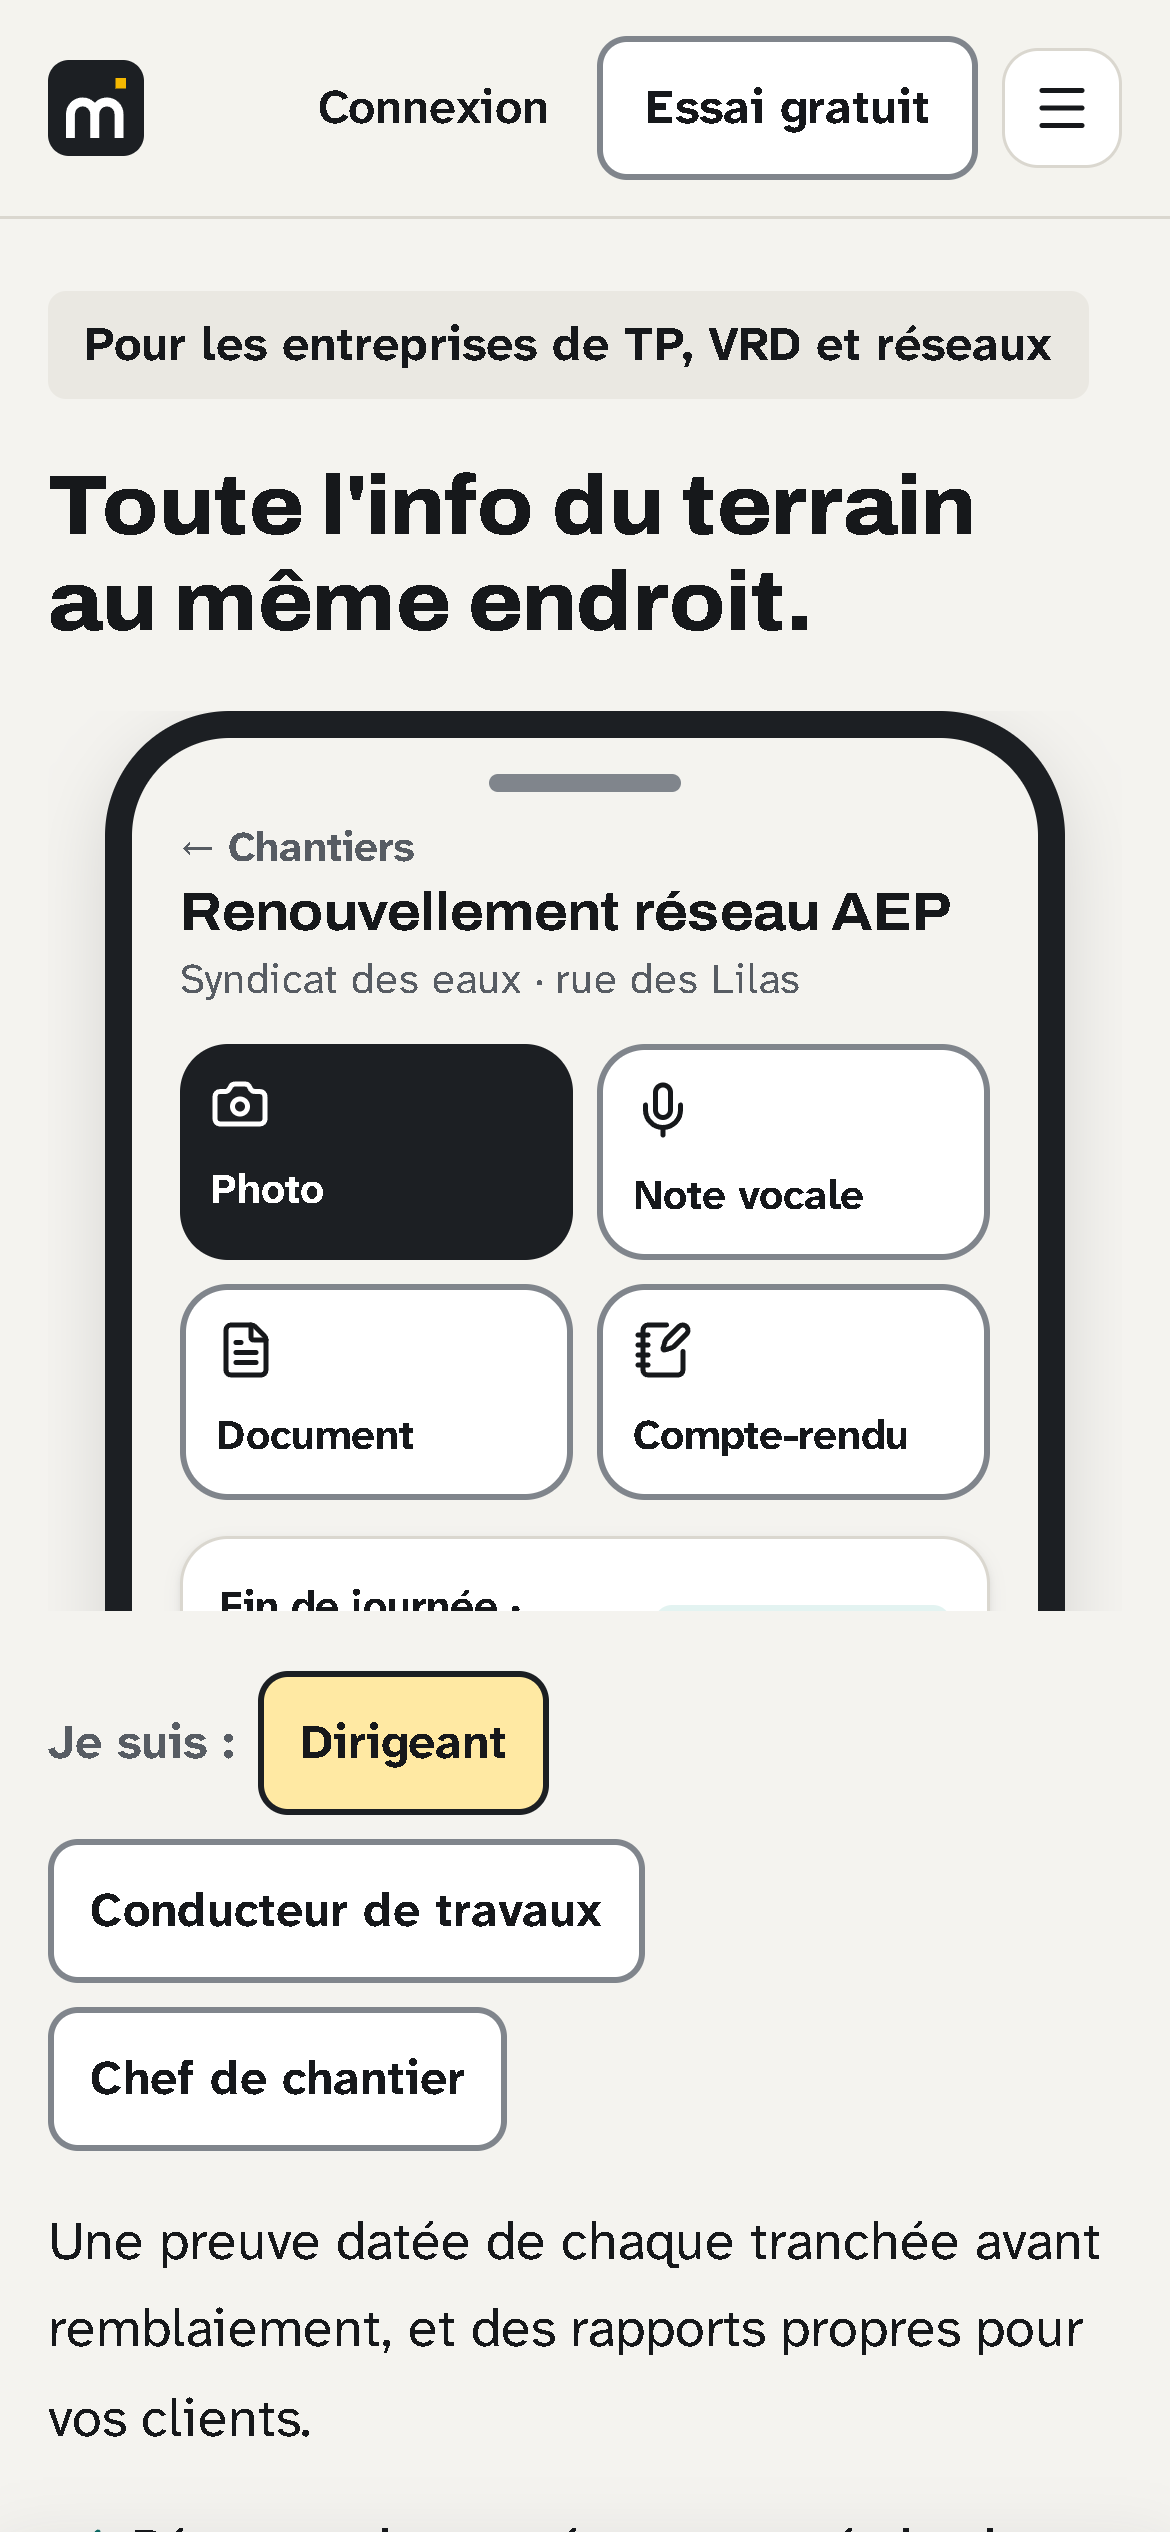 m
Connexion
Essai gratuit
Pour les entreprises de TP, VRD et réseaux
Toute l'info du terrain
au même endroit.
← Chantiers
Renouvellement réseau AEP
Syndicat des eaux · rue des Lilas
Photo
Note vocale
Document
Compte-rendu
Fin de journée :
Je suis :
Dirigeant
Conducteur de travaux
Chef de chantier
Une preuve datée de chaque tranchée avant
remblaiement, et des rapports propres pour
vos clients.